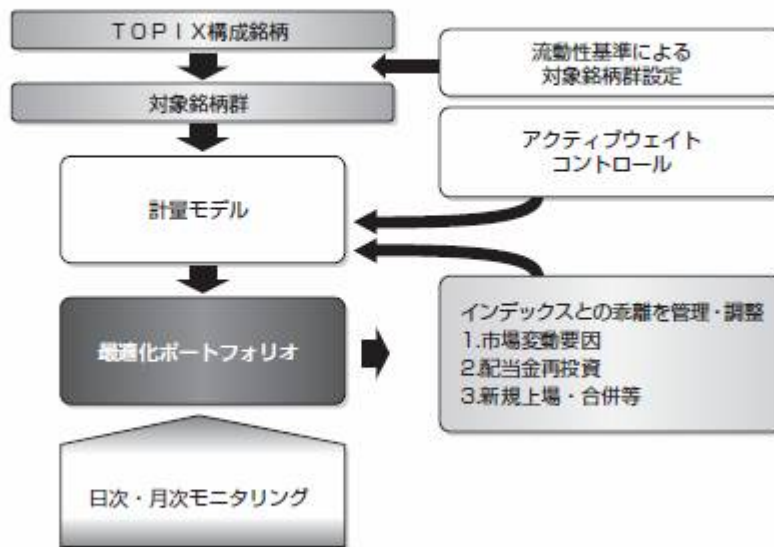 TOPIX構成銘柄
流動性基準による
対象銘柄群設定
対象銘柄群
アクティブウェイト
コントロール
計量モデル
最適化ポートフォリオ
インデックスとの乖離を管理・調整
1.市場変動要因
2.配当金再投資
3.新規上場・合併等
日次・月次モニタリング